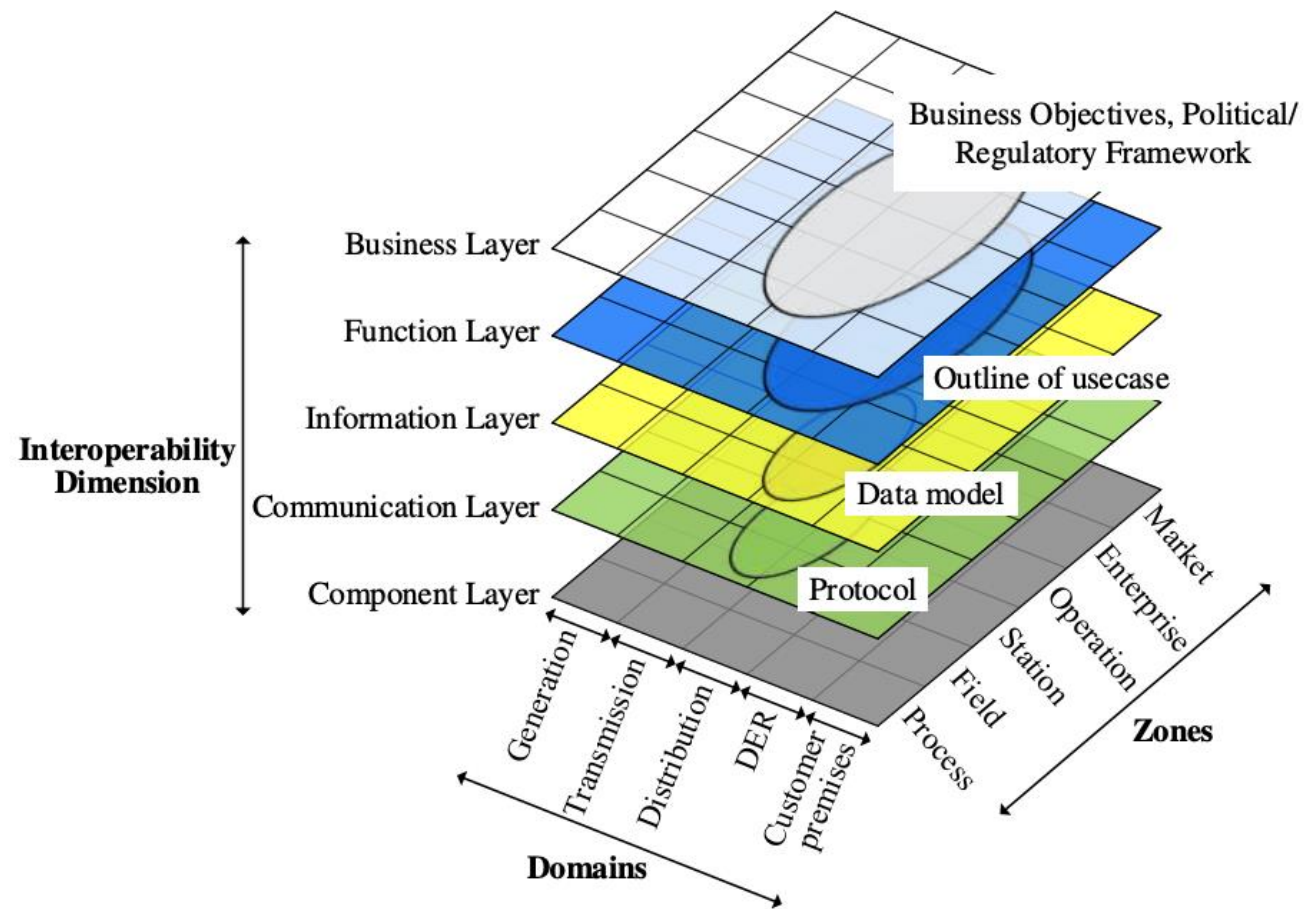 Business Objectives, Political/
Regulatory Framework
Business Layer
Function Layer
Outline of usecase
Information Layer
Interoperability
Dimension
Data model
Communication Layer
Protocol
Component Layer
Market
Enterprise
Operation
Station
Field
Process
Zones
Generation
Transmission
Distribution
DER
Customer
premises
Domains